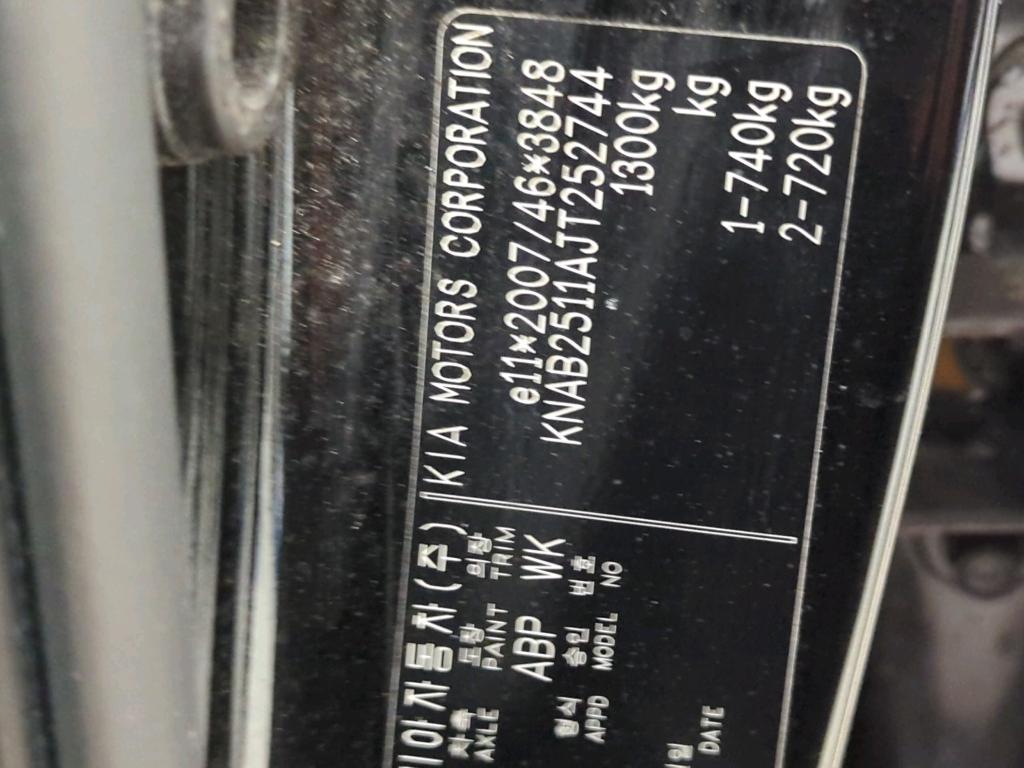 기아자동차(주) KIA MOTORS CORPORATION
차축 도장 의장
AXLE PAINT TRIM
ABP WK
형식 승인 번호
APPD MODEL NO
DATE
e11*2007/46*3848
KNAB2511AJT252744
1300kg
kg
1-740kg
2-720kg